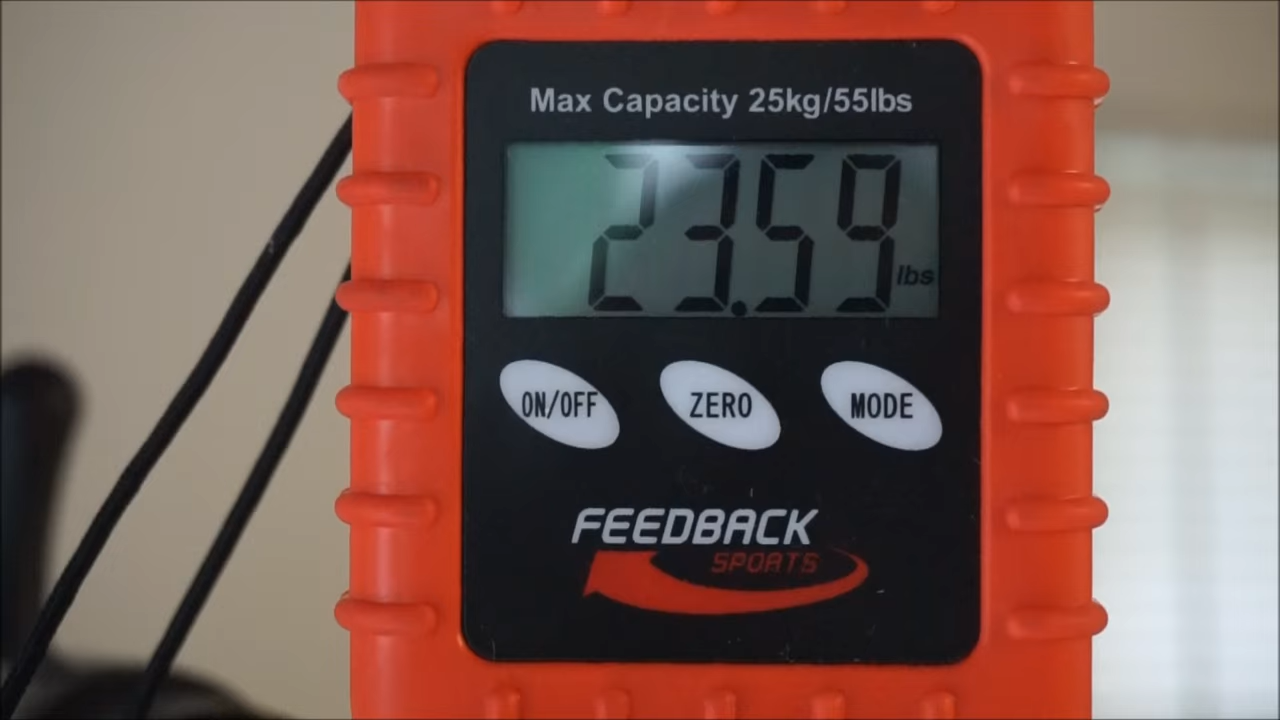 Max Capacity 25kg/55lbs
23.59 lbs
ON/OFF ZERO MODE
FEEDBACK
SPORTS